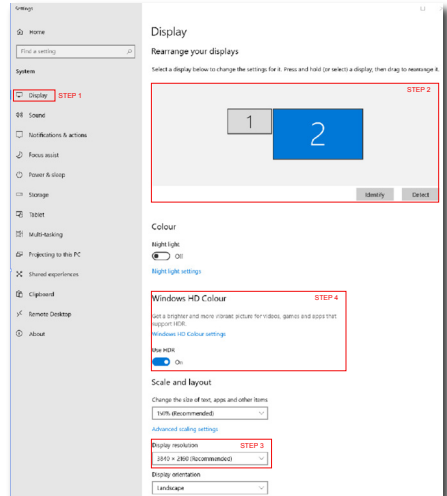 Settings
Home
Find a setting
System
Display STEP 1
Sound
Notifications & actions
Focus assist
Power & sleep
Storage
Tablet
Multi-tasking
Projecting to this PC
Shared experiences
Clipboard
Remote Desktop
About
Display
Rearrange your displays
Select a display below to change the settings for it. Press and hold (or select) a display, then drag to rearrange it.
STEP 2
1
2
Identify Detect
Colour
Night light
Off
Night light settings
Windows HD Colour STEP 4
Get a brighter and more vibrant picture for videos, games and apps that
support HDR.
Windows HD Colour settings
Use HDR
On
Scale and layout
Change the size of text, apps and other items
150% (Recommended)
Advanced scaling settings
Display resolution STEP 3
3840 × 2160 (Recommended)
Display orientation
Landscape